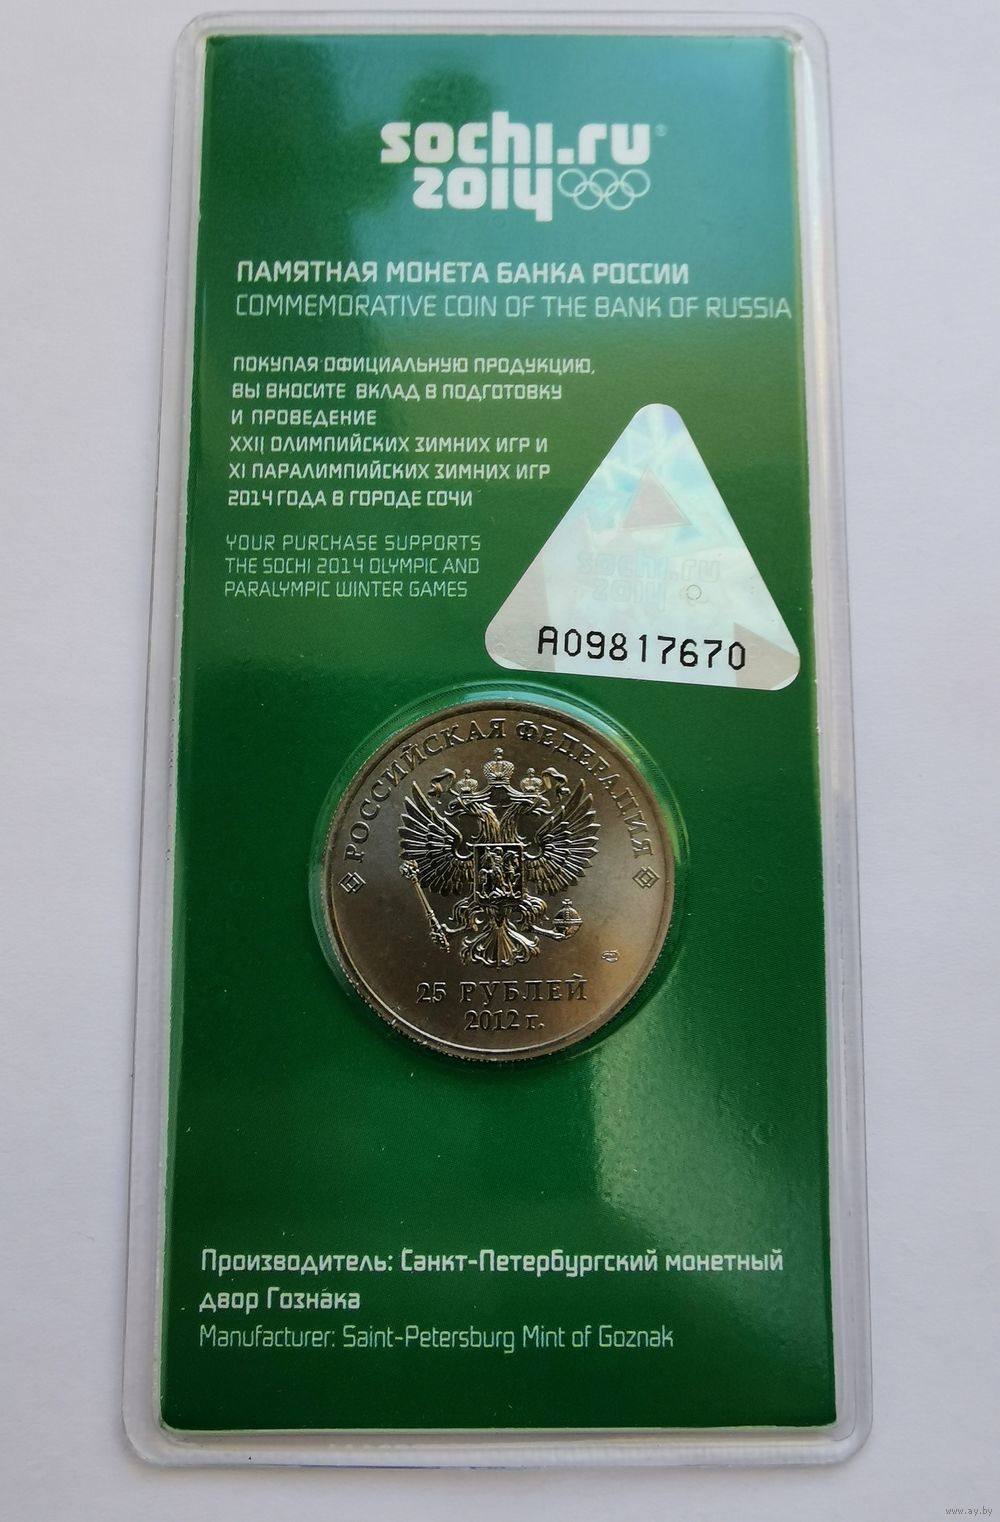 sochi.ru®
2014
ПАМЯТНАЯ МОНЕТА БАНКА РОССИИ
COMMEMORATIVE COIN OF THE BANK OF RUSSIA
ПОКУПАЯ ОФИЦИАЛЬНУЮ ПРОДУКЦИЮ,
ВЫ ВНОСИТЕ ВКЛАД В ПОДГОТОВКУ
И ПРОВЕДЕНИЕ
XXII ОЛИМПИЙСКИХ ЗИМНИХ ИГР И
XI ПАРАЛИМПИЙСКИХ ЗИМНИХ ИГР
2014 ГОДА В ГОРОДЕ СОЧИ
YOUR PURCHASE SUPPORTS
THE SOCHI 2014 OLYMPIC AND
PARALYMPIC WINTER GAMES
sochi.ru
2014
A09817670
РОССИЙСКАЯ ФЕДЕРАЦИЯ
25 РУБЛЕЙ
2012 г.
Производитель: Санкт-Петербургский монетный
двор Гознака
Manufacturer: Saint-Petersburg Mint of Goznak
www.ay.by